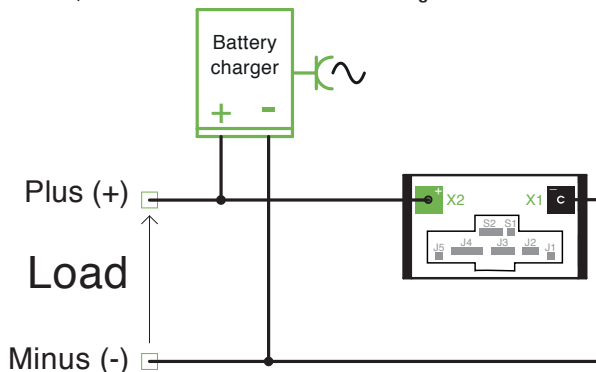 g
Battery
charger
+ -
Plus (+)
+ X2 X1 - c
S2 S1
J5 J4 J3 J2 J1
Load
Minus (-)